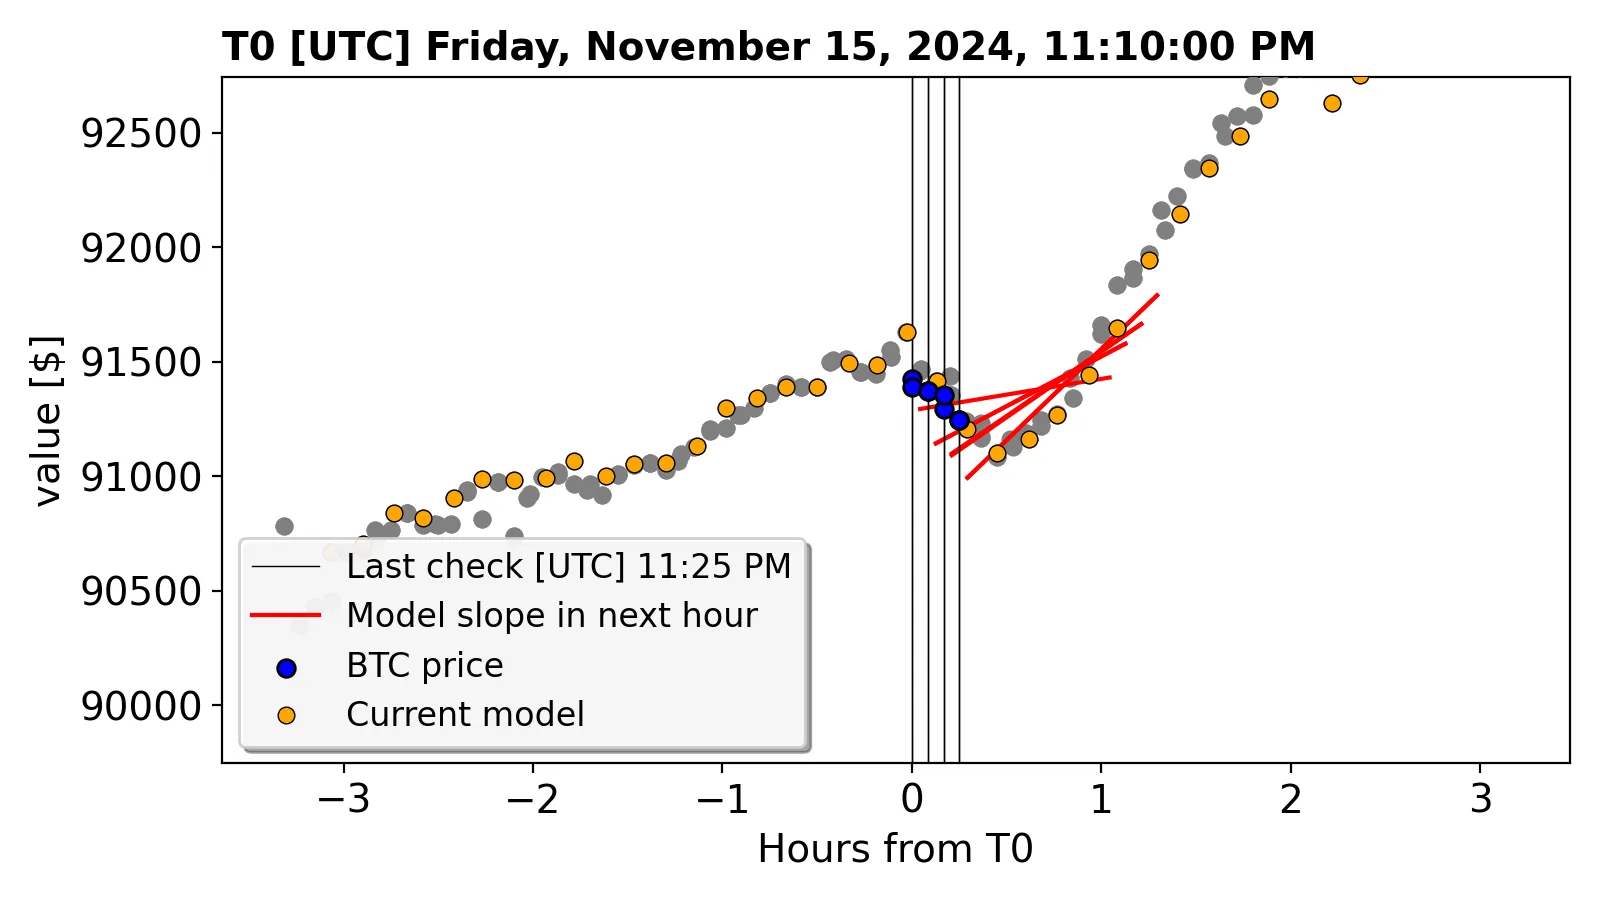 T0 [UTC] Friday, November 15, 2024, 11:10:00 PM
value [$]
92500
92000
91500
91000
90500
90000
Last check [UTC] 11:25 PM
Model slope in next hour
BTC price
Current model
−3 −2 −1 0 1 2 3
Hours from T0